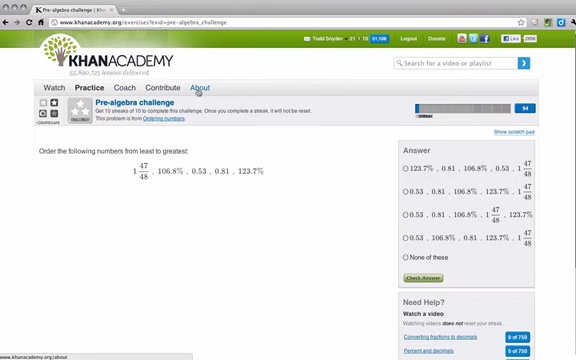 Pre-algebra challenge | Kha
www.khanacademy.org/exercises?exid=pre-algebra_challenge
Todd Snyder
Logout
Donate
Like
KHANACADEMY
55,890,725 lessons delivered
Search for your video or playlist
Watch Practice Coach Contribute About
Pre-algebra challenge
Get 10 streaks of 10 to complete this challenge. Once you complete a streak, it will not be reset.
This problem is from Ordering numbers.
Dashboard
94
Show scratch pad
Order the following numbers from least to greatest:
1 47/48 , 106.8% , 0.53 , 0.81 , 123.7%
Answer
123.7% , 0.81 , 106.8% , 0.53 , 1 47/48
0.53 , 0.81 , 106.8% , 123.7% , 1 47/48
0.53 , 0.81 , 106.8% , 1 47/48 , 123.7%
0.53 , 106.8% , 0.81 , 123.7% , 1 47/48
None of these
Check Answer
Need Help?
Watch a video
Watching videos does not reset your streak.
Converting fractions to decimals
0 of 750
Percent and decimals
0 of 750
www.khanacademy.org/about